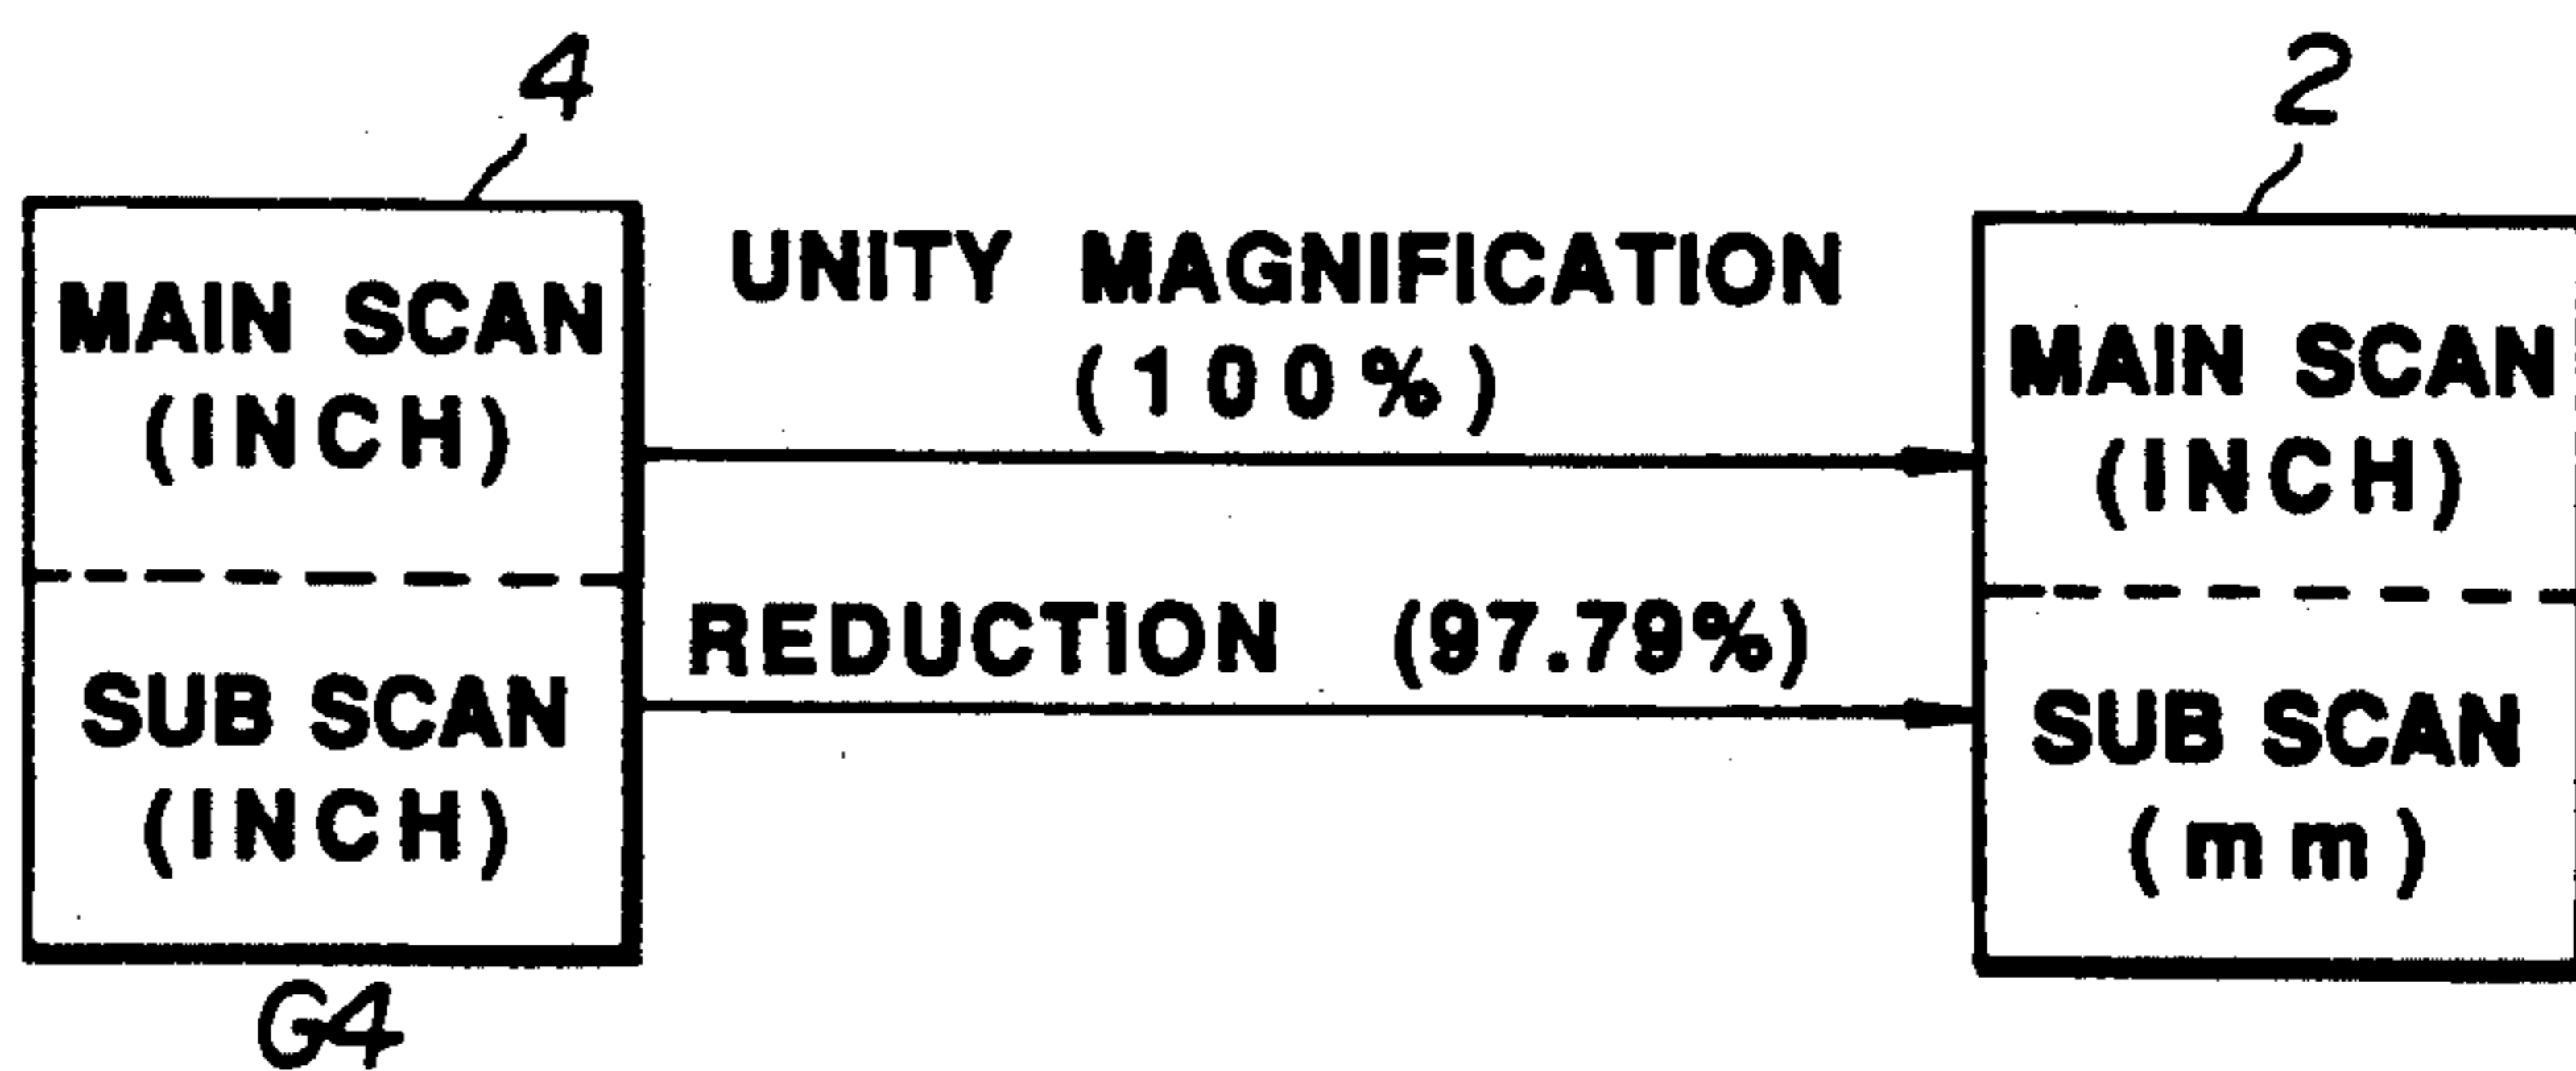 4
2
MAIN SCAN
(INCH)
SUB SCAN
(INCH)
G4
UNITY MAGNIFICATION
(100%)
REDUCTION (97.79%)
MAIN SCAN
(INCH)
SUB SCAN
(mm)